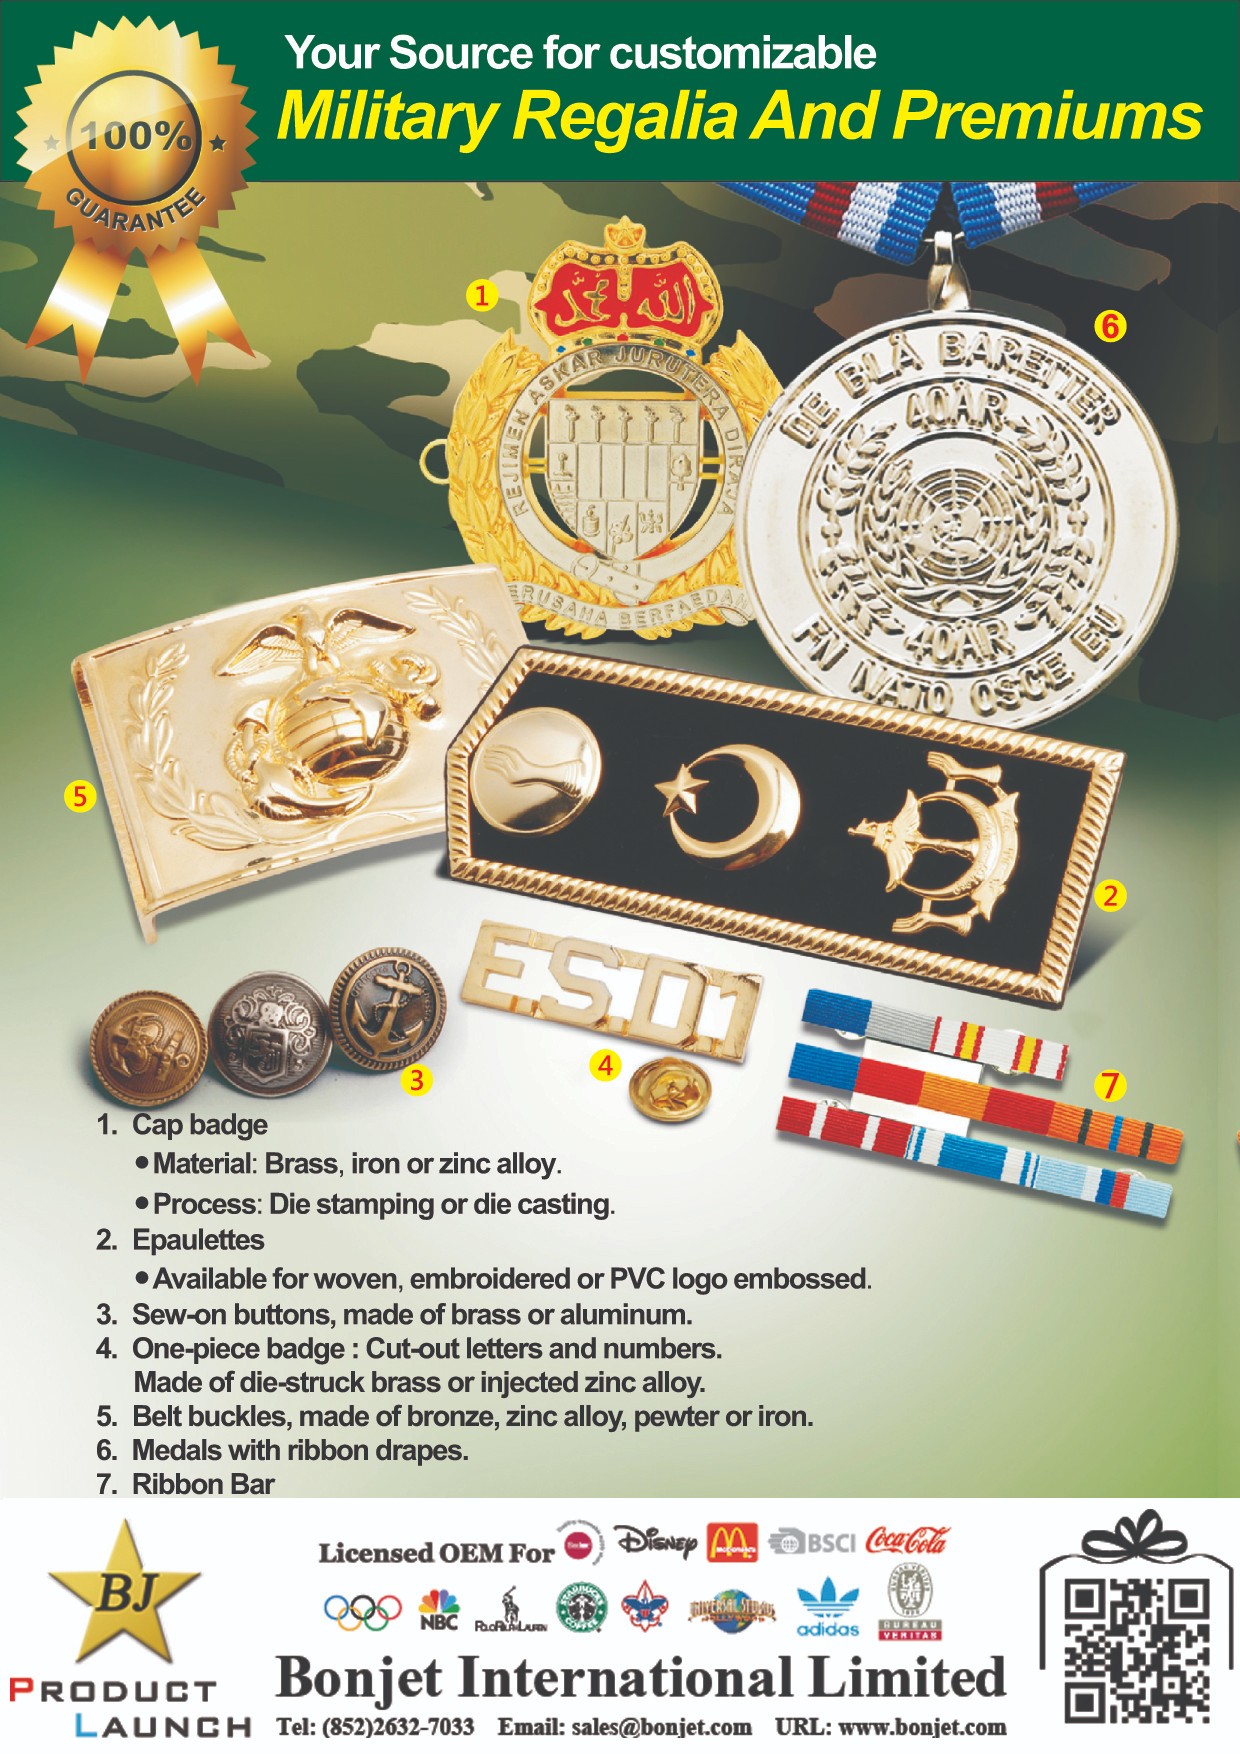 Your Source for customizable
Military Regalia And Premiums
100%
GUARANTEE
1
الله محمد
REJIMEN ASKAR JURUTERA DIRAJA
BERFAEDAH
6
DE BLÅ BARETTER
40ÅR
40ÅR
FN NATO OSCE EU
5
2
E.S.D.1
4
3
7
1. Cap badge
● Material: Brass, iron or zinc alloy.
● Process: Die stamping or die casting.
2. Epaulettes
● Available for woven, embroidered or PVC logo embossed.
3. Sew-on buttons, made of brass or aluminum.
4. One-piece badge : Cut-out letters and numbers.
Made of die-struck brass or injected zinc alloy.
5. Belt buckles, made of bronze, zinc alloy, pewter or iron.
6. Medals with ribbon drapes.
7. Ribbon Bar
BJ
PRODUCT
LAUNCH
Licensed OEM For
Disney
McDonald's
BSCI
Coca-Cola
NBC
POLO RALPH LAUREN
STARBUCKS COFFEE
UNIVERSAL STUDIOS
HOLLYWOOD
adidas
BUREAU
VERITAS
Bonjet International Limited
Tel: (852)2632-7033 Email: sales@bonjet.com URL: www.bonjet.com